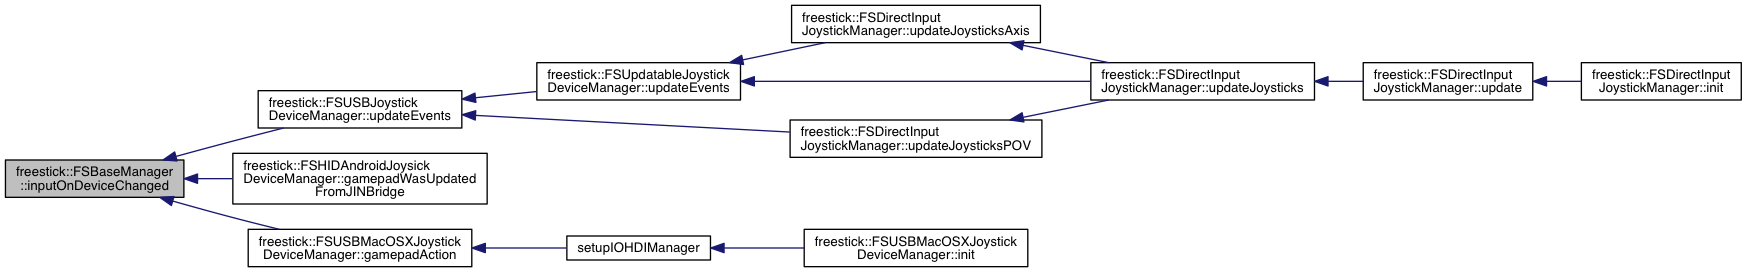 freestick::FSBaseManager
::inputOnDeviceChanged
freestick::FSUSBJoystick
DeviceManager::updateEvents
freestick::FSUpdatableJoystick
DeviceManager::updateEvents
freestick::FSDirectInput
JoystickManager::updateJoysticksAxis
freestick::FSDirectInput
JoystickManager::updateJoysticks
freestick::FSDirectInput
JoystickManager::update
freestick::FSDirectInput
JoystickManager::init
freestick::FSDirectInput
JoystickManager::updateJoysticksPOV
freestick::FSHIDAndroidJoysick
DeviceManager::gamepadWasUpdated
FromJINBridge
freestick::FSUSBMacOSXJoystick
DeviceManager::gamepadAction
setupIOHDIManager
freestick::FSUSBMacOSXJoystick
DeviceManager::init